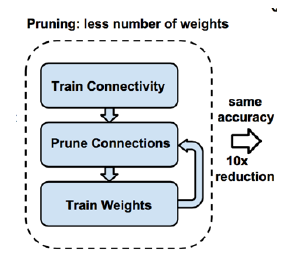 Pruning: less number of weights
Train Connectivity
Prune Connections
Train Weights
same
accuracy
10x
reduction